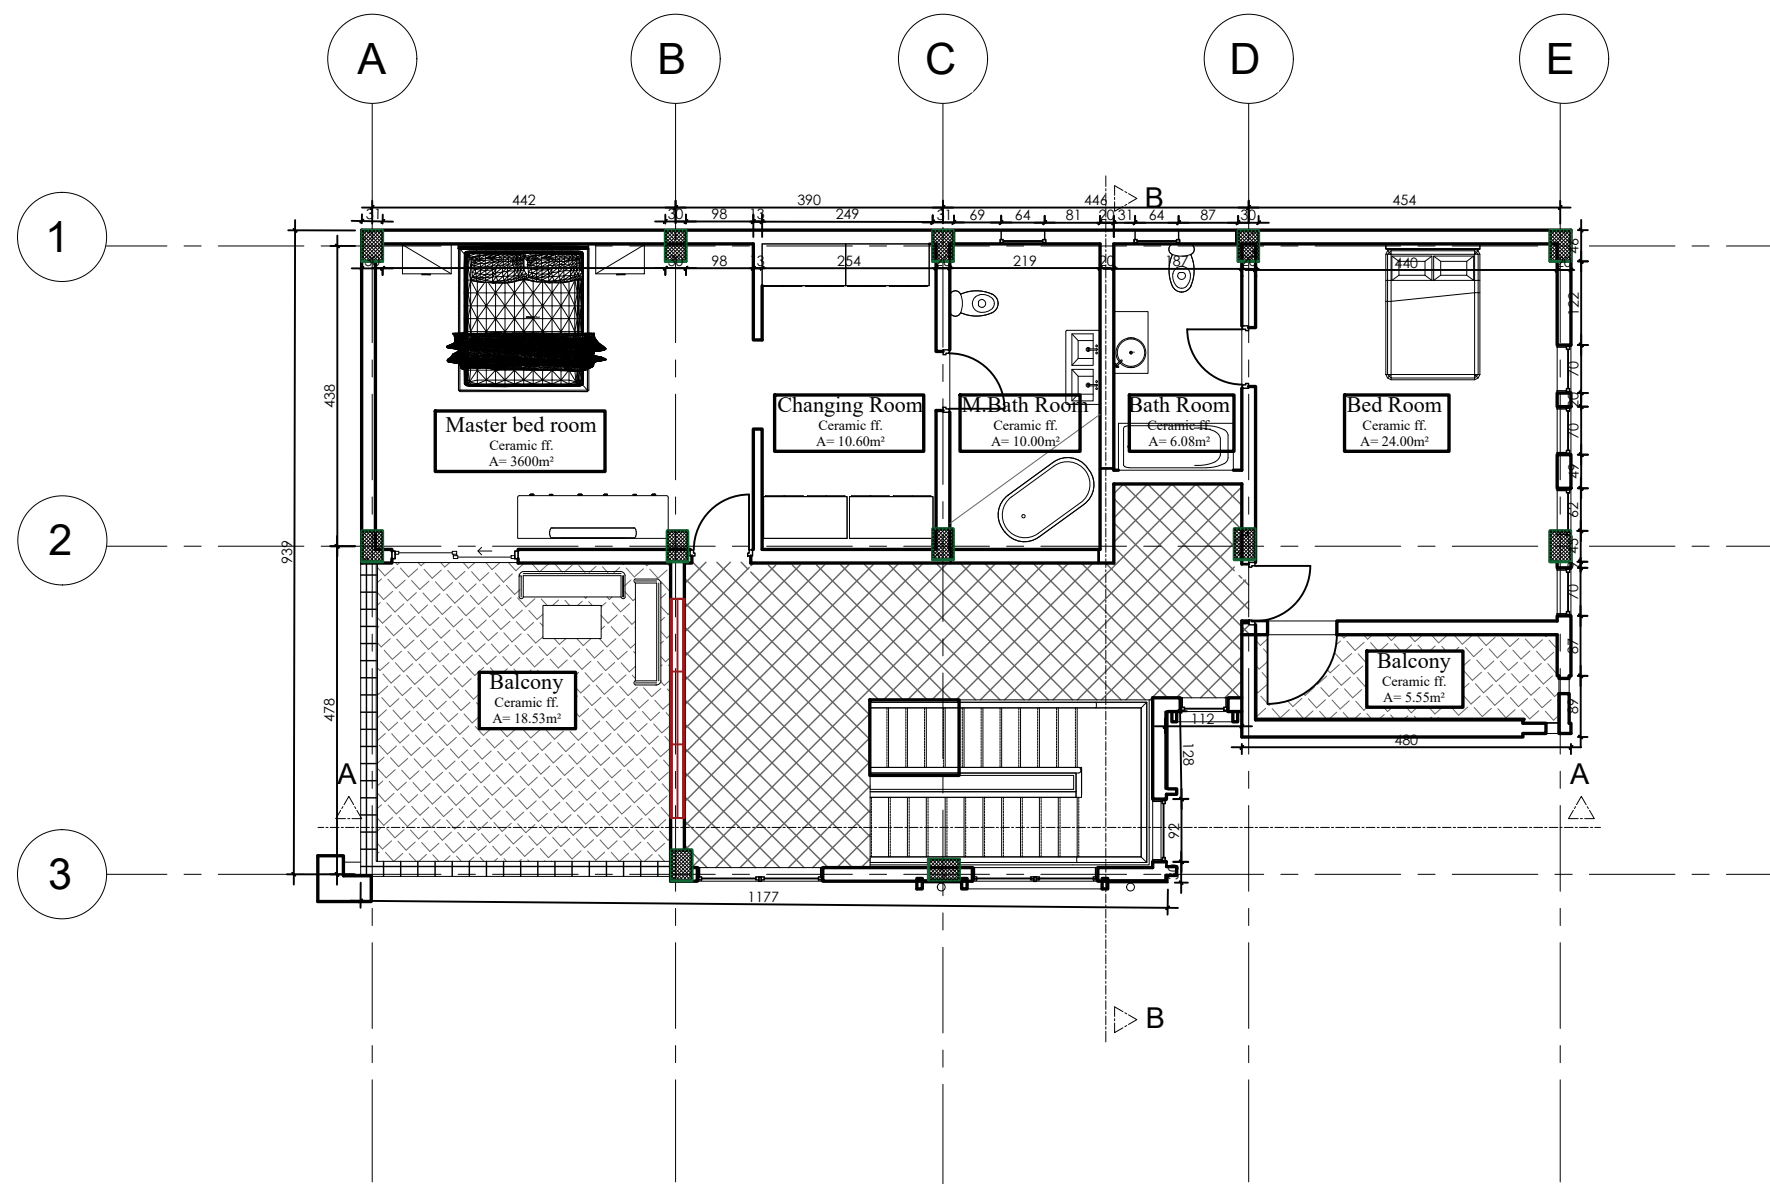 A B C D E
1
2
3
442 390 446 454
31 30 98 13 249 31 69 64 81 20 31 64 87 30
B
98 13 254 219 20 187 440
46
122
70
20
70
49
62
45
70
87
89
438
939
478
Master bed room
Ceramic ff.
A= 3600m²
Changing Room
Ceramic ff.
A= 10.60m²
M.Bath Room
Ceramic ff.
A= 10.00m²
Bath Room
Ceramic ff.
A= 6.08m²
Bed Room
Ceramic ff.
A= 24.00m²
Balcony
Ceramic ff.
A= 18.53m²
Balcony
Ceramic ff.
A= 5.55m²
112
480
128
92
A
A
1177
B